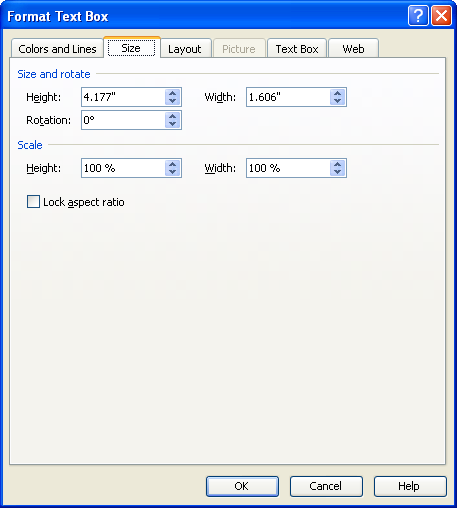 Format Text Box
Colors and Lines Size Layout Picture Text Box Web
Size and rotate
Height: 4.177" Width: 1.606"
Rotation: 0°
Scale
Height: 100 % Width: 100 %
Lock aspect ratio
OK Cancel Help